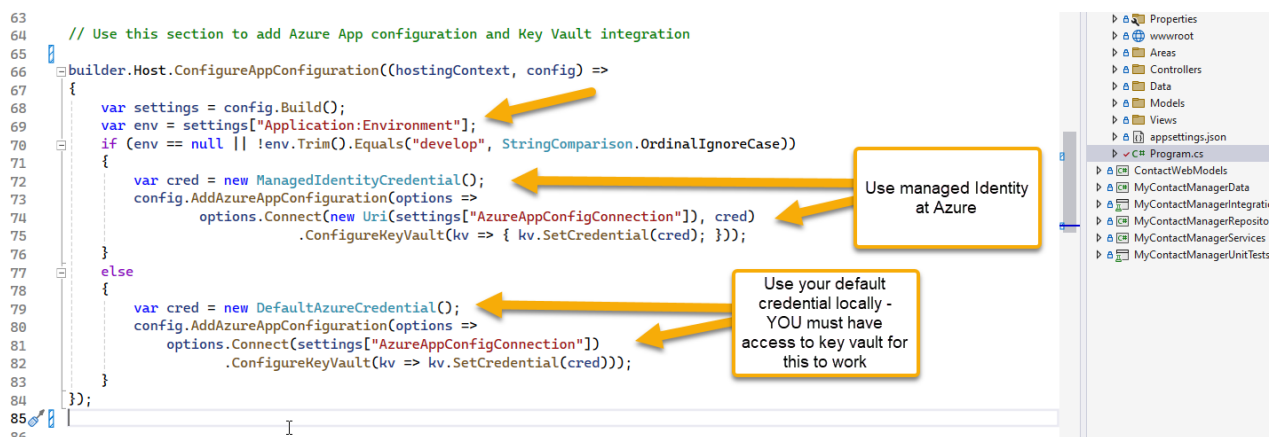 63
64 // Use this section to add Azure App configuration and Key Vault integration
65
66 builder.Host.ConfigureAppConfiguration((hostingContext, config) =>
67 {
68 var settings = config.Build();
69 var env = settings["Application:Environment"];
70 if (env == null || !env.Trim().Equals("develop", StringComparison.OrdinalIgnoreCase))
71 {
72 var cred = new ManagedIdentityCredential();
73 config.AddAzureAppConfiguration(options =>
74 options.Connect(new Uri(settings["AzureAppConfigConnection"]), cred)
75 .ConfigureKeyVault(kv => { kv.SetCredential(cred); }));
76 }
77 else
78 {
79 var cred = new DefaultAzureCredential();
80 config.AddAzureAppConfiguration(options =>
81 options.Connect(settings["AzureAppConfigConnection"])
82 .ConfigureKeyVault(kv => kv.SetCredential(cred)));
83 }
84 });
85
86
Use managed Identity
at Azure
Use your default
credential locally -
YOU must have
access to key vault for
this to work
Properties
wwwroot
Areas
Controllers
Data
Models
Views
appsettings.json
C# Program.cs
C# ContactWebModels
C# MyContactManagerData
MyContactManagerIntegrati
C# MyContactManagerReposito
C# MyContactManagerServices
MyContactManagerUnitTests